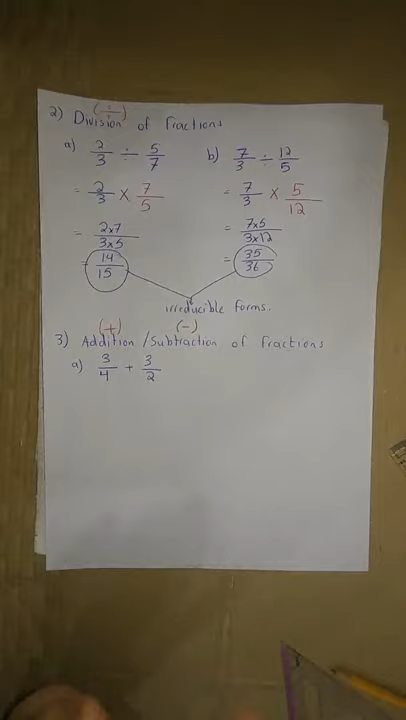 2) Division (÷) of Fractions
a) 2/3 ÷ 5/7
= 2/3 × 7/5
= 2×7/3×5
= 14/15
b) 7/3 ÷ 12/5
= 7/3 × 5/12
= 7×5/3×12
= 35/36
irreducible forms.
(+) (-)
3) Addition /Subtraction of Fractions
a) 3/4 + 3/2